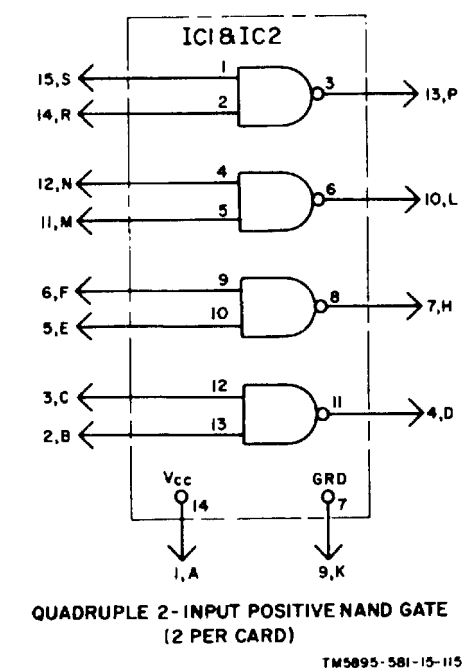 IC1 & IC2
15,S
1
3
13,P
14,R
2
12,N
4
6
10,L
11,M
5
6,F
9
8
7,H
5,E
10
3,C
12
11
4,D
2,B
13
Vcc
GRD
14
7
1,A
9,K
QUADRUPLE 2-INPUT POSITIVE NAND GATE
(2 PER CARD)
TM5895-581-15-115